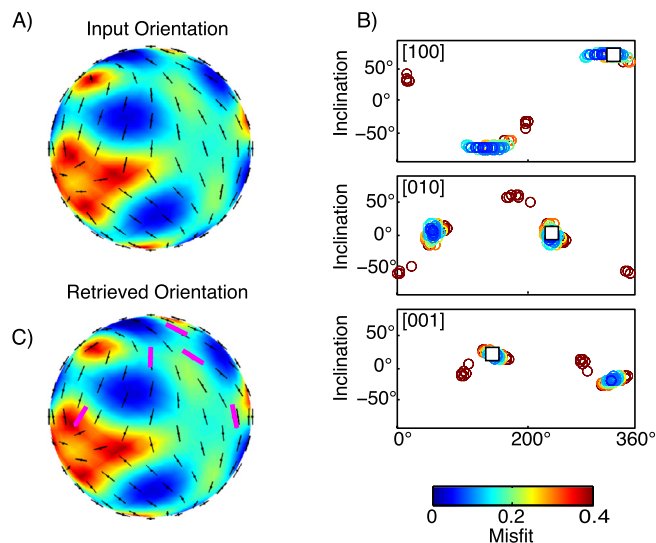 A)
Input Orientation
C)
Retrieved Orientation
B)
[100]
Inclination
50°
0°
−50°
[010]
Inclination
50°
0°
−50°
[001]
Inclination
50°
0°
−50°
0° 200° 360°
0 0.2 0.4
Misfit